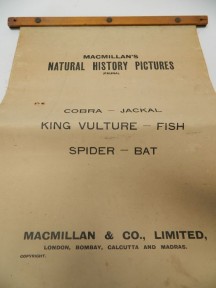 MACMILLAN'S
NATURAL HISTORY PICTURES
COBRA — JACKAL
KING VULTURE — FISH
SPIDER — BAT
MACMILLAN & CO., LIMITED,
LONDON, BOMBAY, CALCUTTA AND MADRAS.
COPYRIGHT.